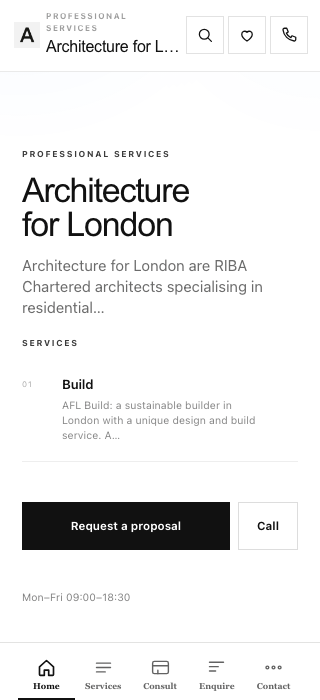 A
PROFESSIONAL
SERVICES
Architecture for L...
PROFESSIONAL SERVICES
Architecture
for London
Architecture for London are RIBA
Chartered architects specialising in
residential...
SERVICES
01
Build
AFL Build: a sustainable builder in
London with a unique design and build
service. A...
Request a proposal
Call
Mon–Fri 09:00–18:30
Home
Services
Consult
Enquire
Contact